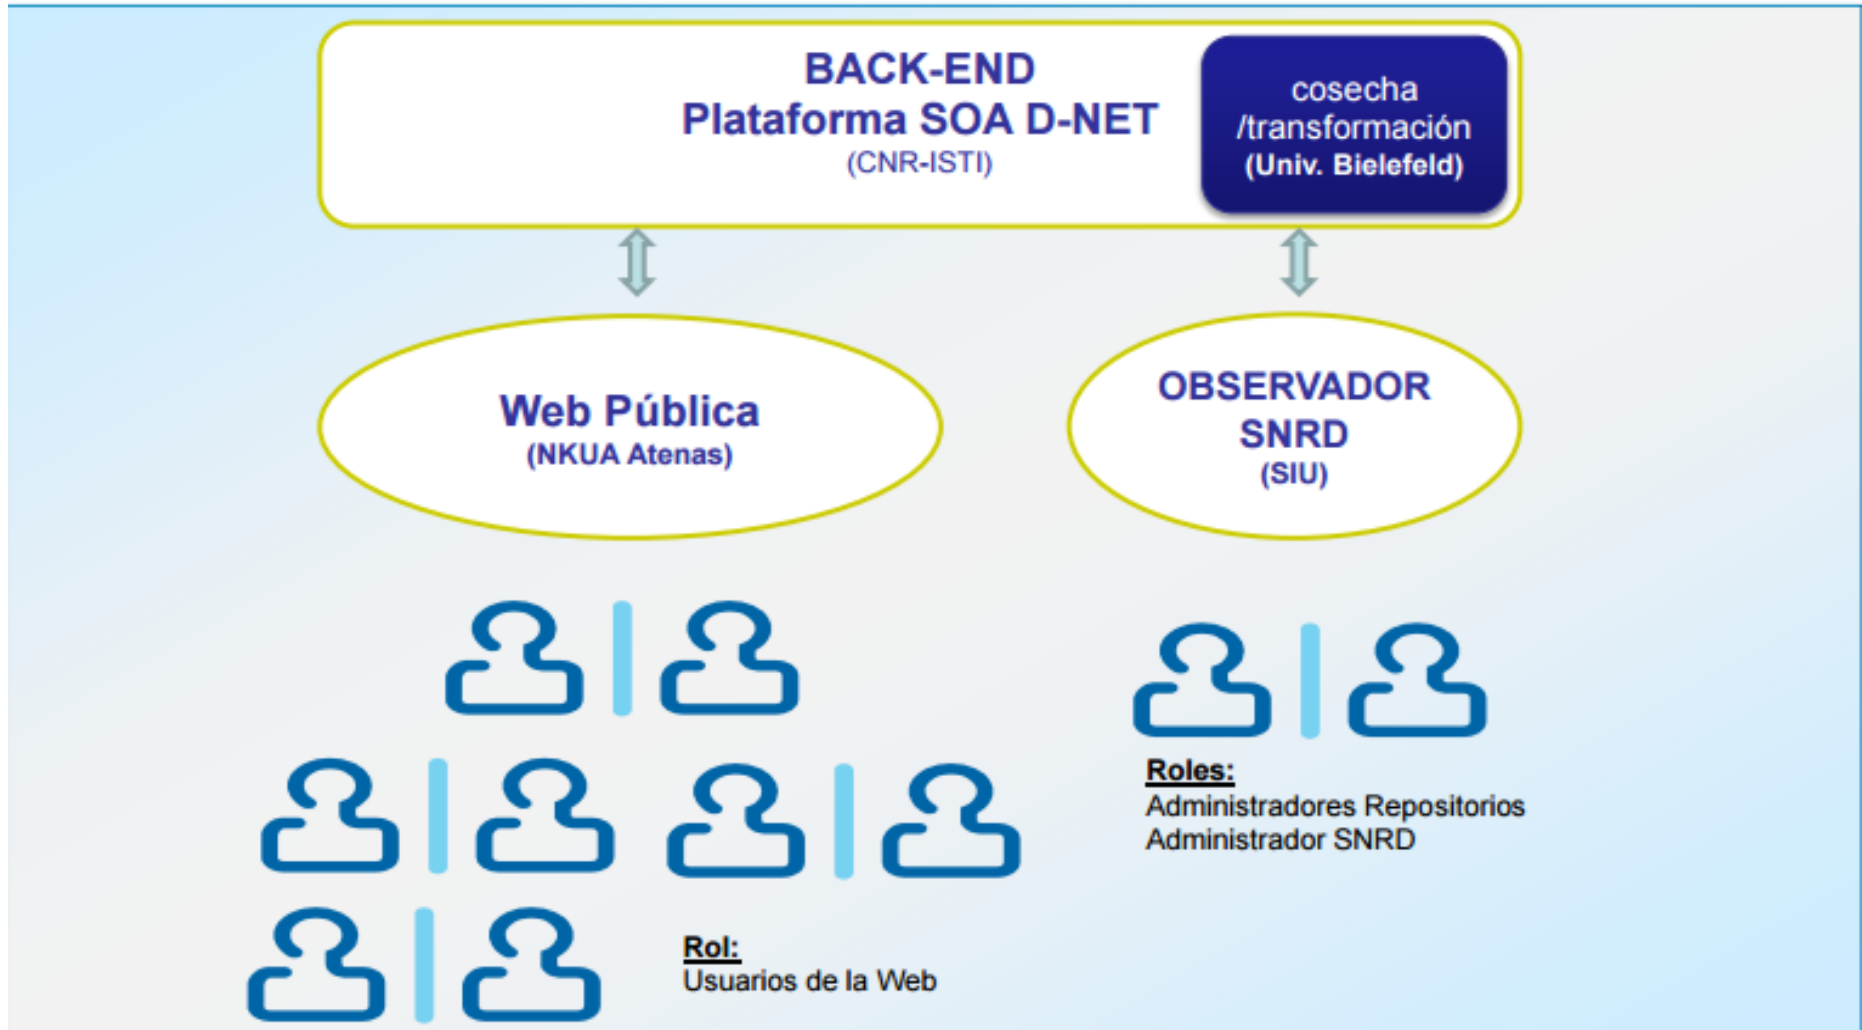 BACK-END
Plataforma SOA D-NET
(CNR-ISTI)
cosecha
/transformación
(Univ. Bielefeld)
Web Pública
(NKUA Atenas)
OBSERVADOR
SNRD
(SIU)
Roles:
Administradores Repositorios
Administrador SNRD
Rol:
Usuarios de la Web